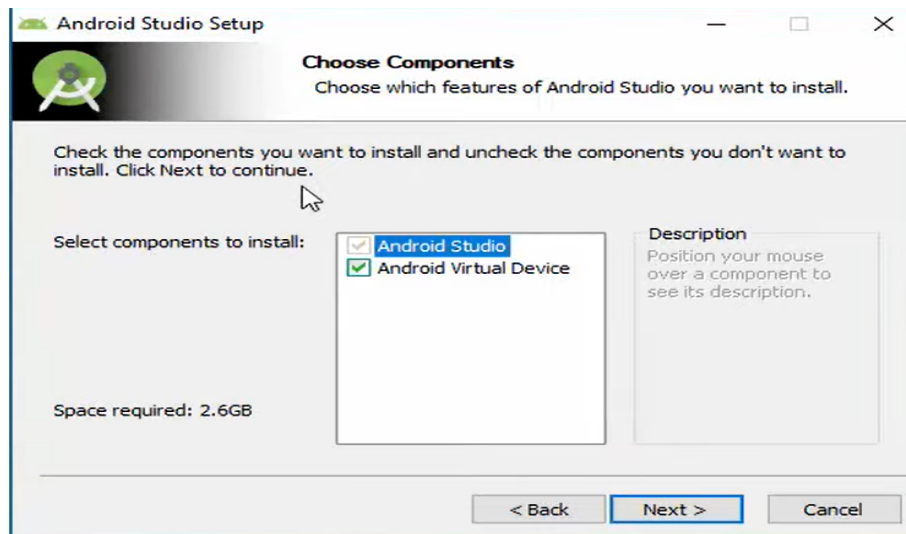 Android Studio Setup
Choose Components
Choose which features of Android Studio you want to install.
Check the components you want to install and uncheck the components you don't want to
install. Click Next to continue.
Select components to install:
Android Studio
Android Virtual Device
Description
Position your mouse
over a component to
see its description.
Space required: 2.6GB
< Back
Next >
Cancel